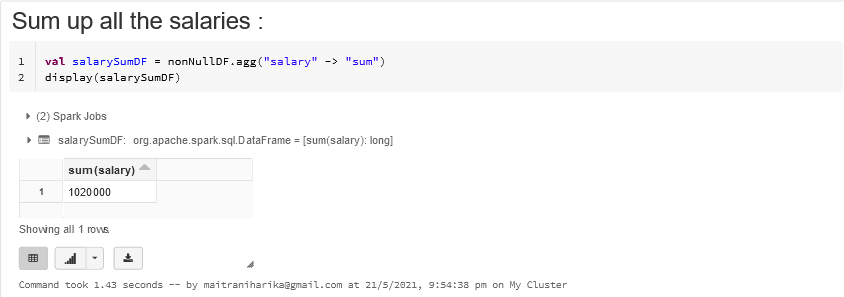 Sum up all the salaries :
1 val salarySumDF = nonNullDF.agg("salary" -> "sum")
2 display(salarySumDF)
(2) Spark Jobs
salarySumDF: org.apache.spark.sql.DataFrame = [sum(salary): long]
sum(salary)
1 1020000
Showing all 1 rows.
Command took 1.43 seconds -- by maitraniharika@gmail.com at 21/5/2021, 9:54:38 pm on My Cluster